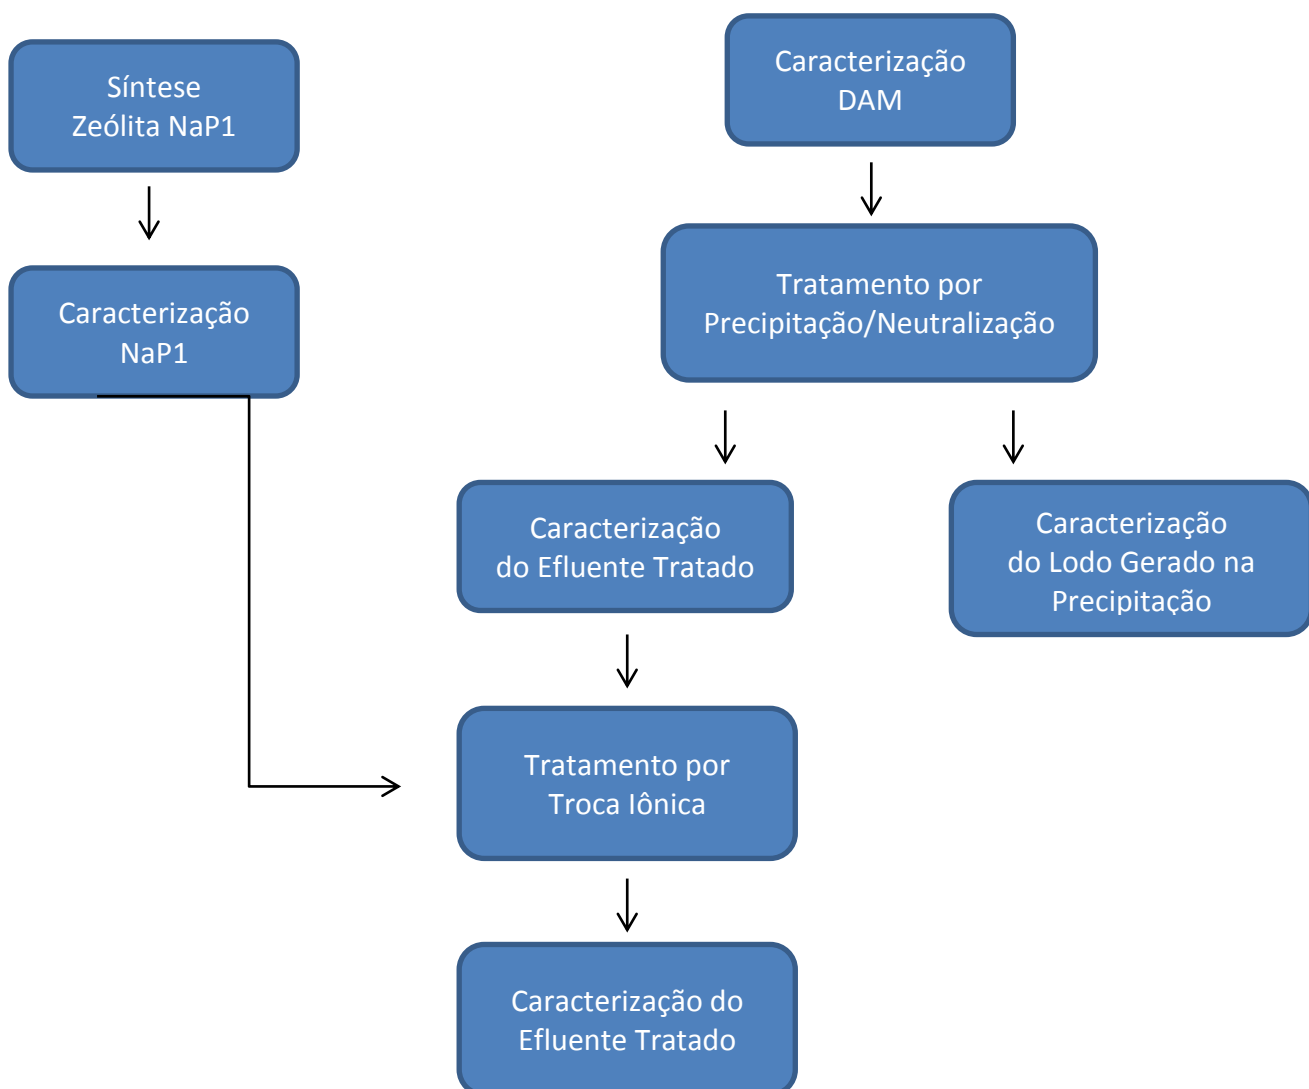 Síntese
Zeólita NaP1
Caracterização
NaP1
Caracterização
DAM
Tratamento por
Precipitação/Neutralização
Caracterização
do Efluente Tratado
Caracterização
do Lodo Gerado na
Precipitação
Tratamento por
Troca Iônica
Caracterização do
Efluente Tratado